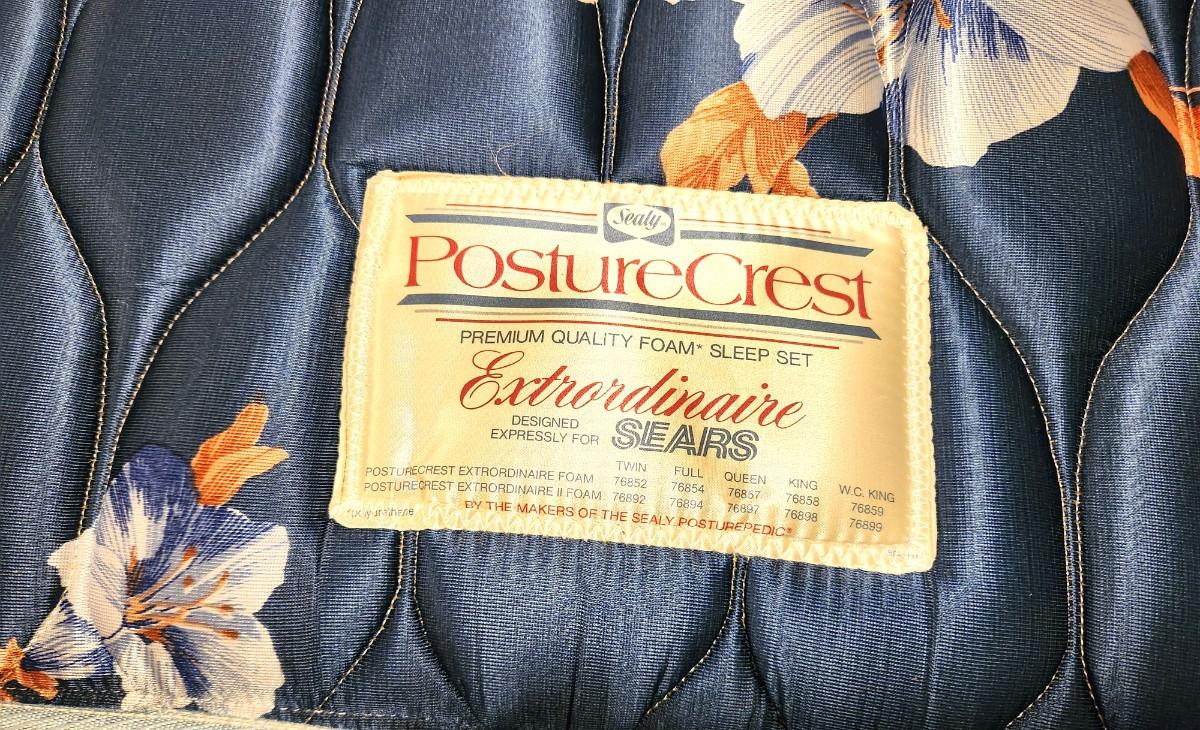 Sealy
PostureCrest
PREMIUM QUALITY FOAM* SLEEP SET
Extrordinaire
DESIGNED
EXPRESSLY FOR SEARS
TWIN FULL QUEEN KING W.C. KING
POSTURECREST EXTRORDINAIRE FOAM 76852 76854 76857 76858 76859
POSTURECREST EXTRORDINAIRE II FOAM 76892 76894 76897 76898 76899
*Polyurethane
BY THE MAKERS OF THE SEALY POSTUREPEDIC®